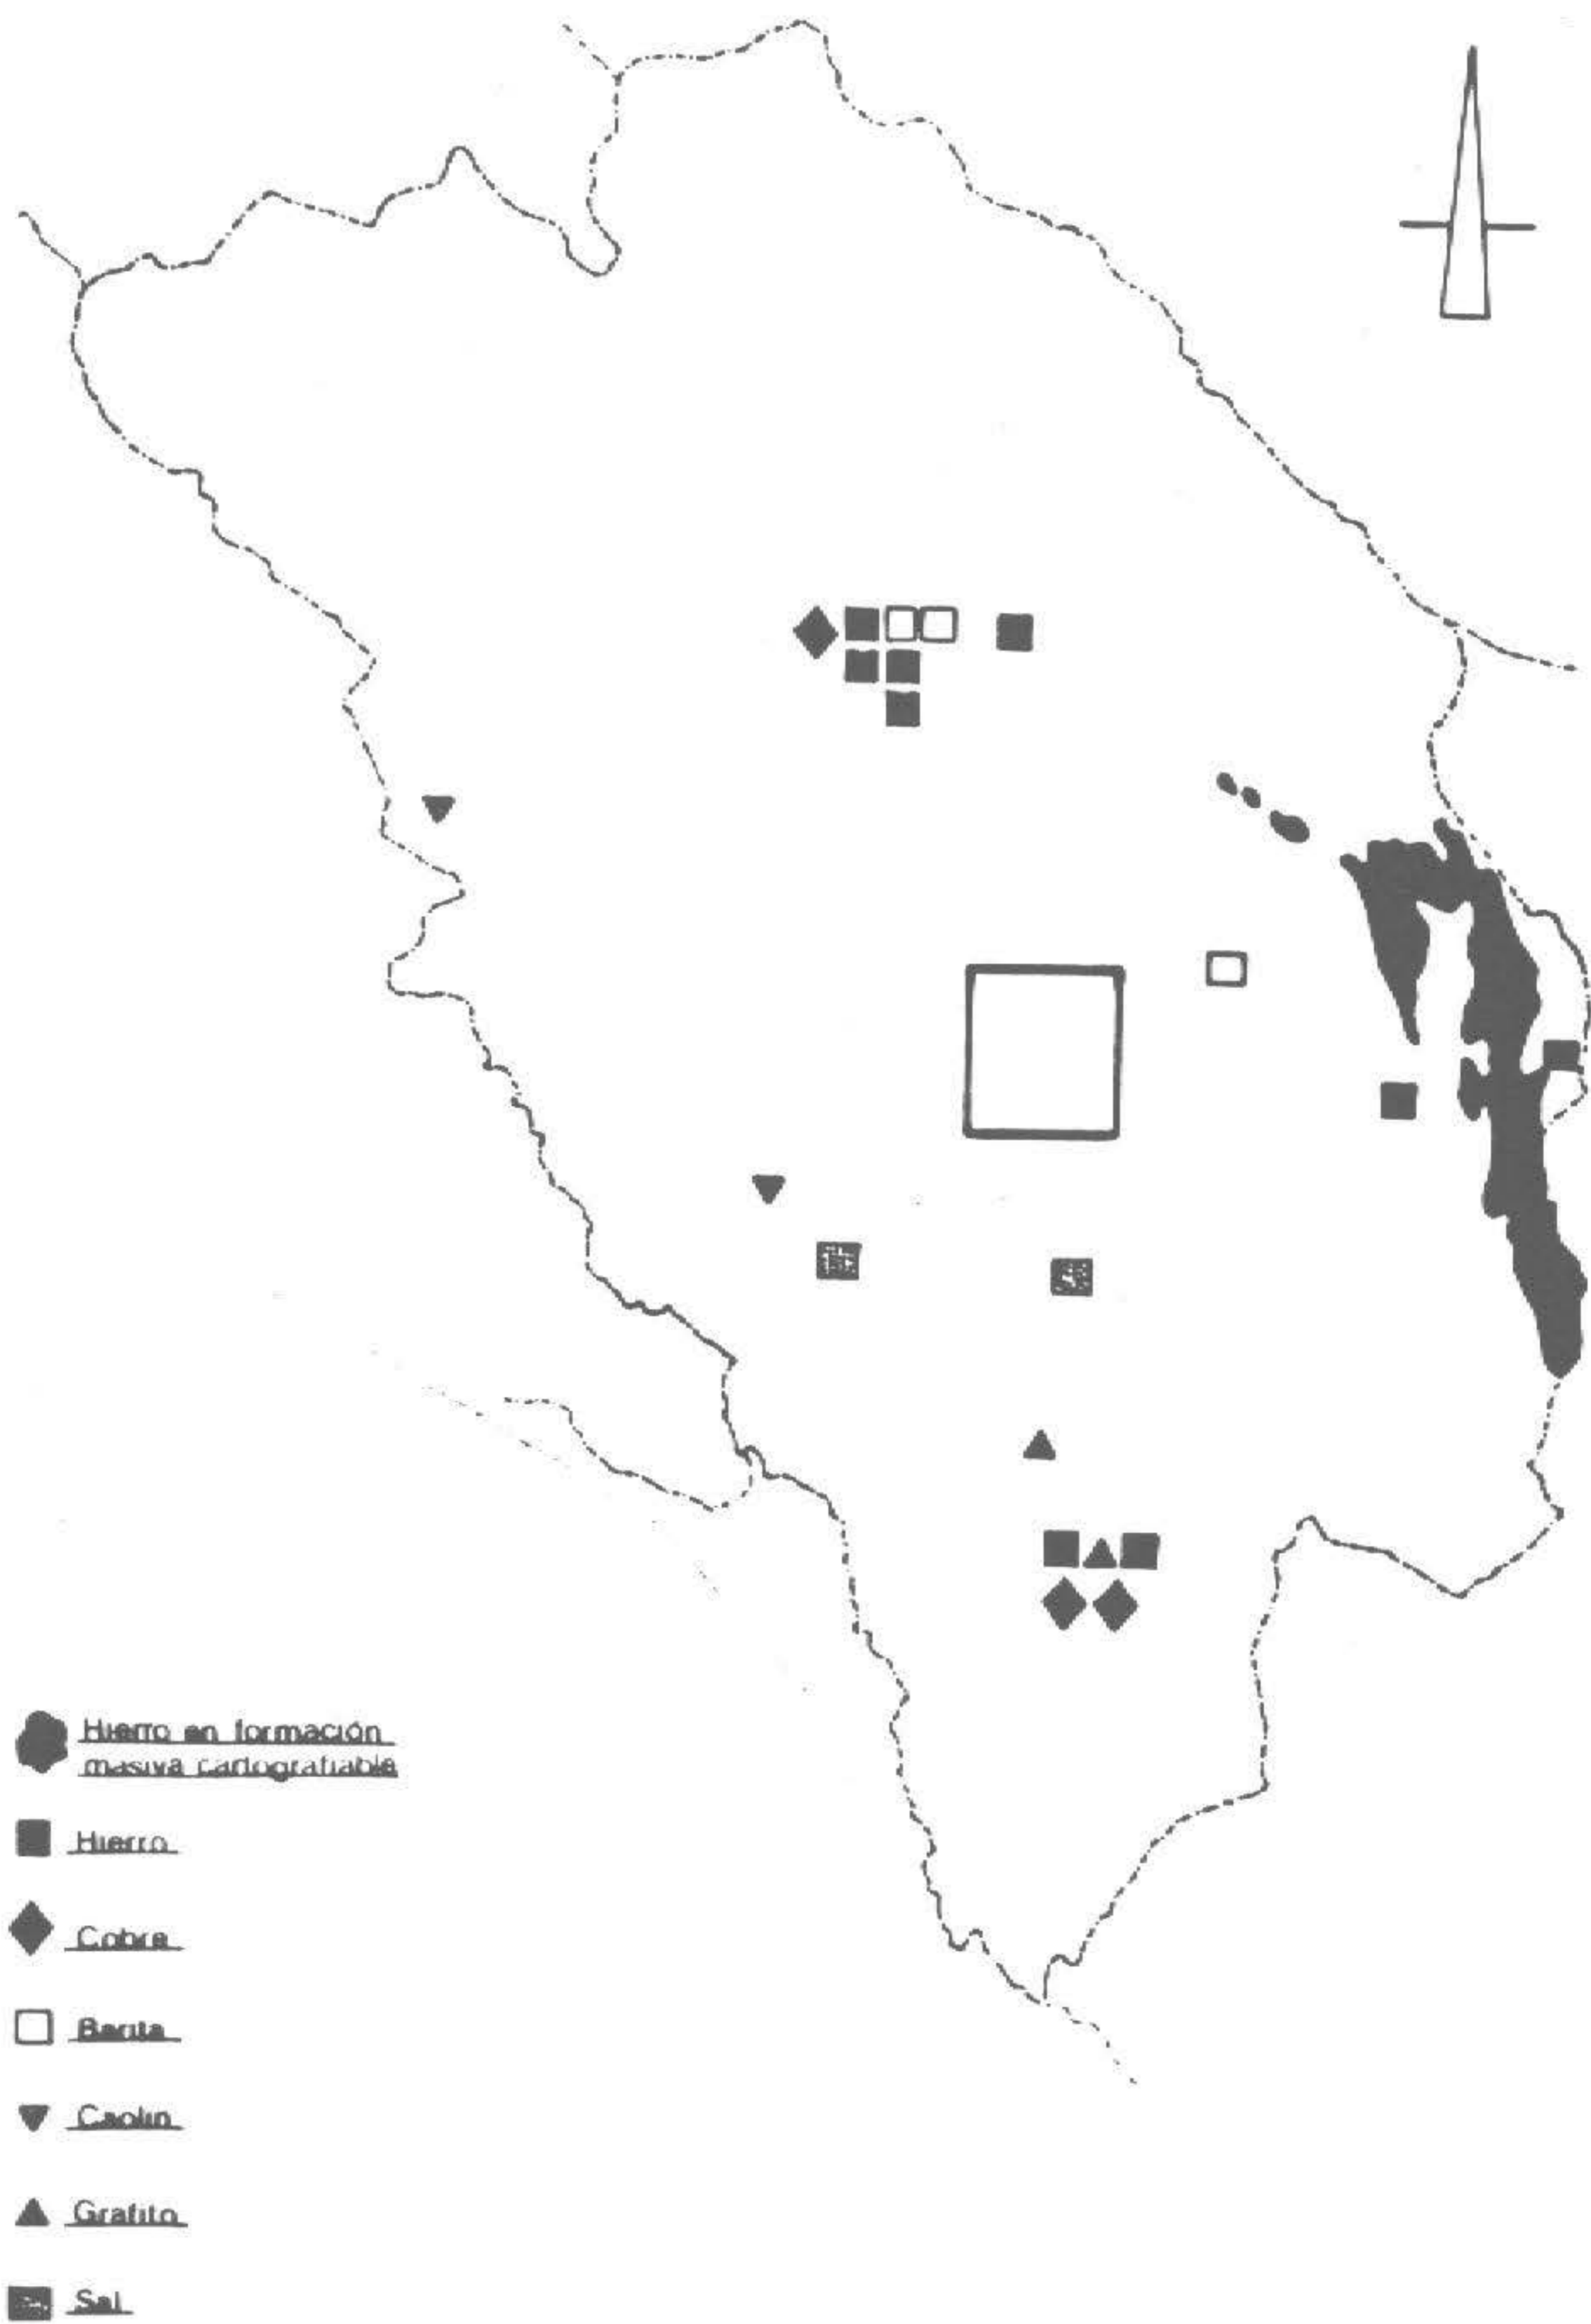 Hierro en formación
masiva cartografiable
Hierro
Cobre
Barita
Caolín
Grafito
Sal